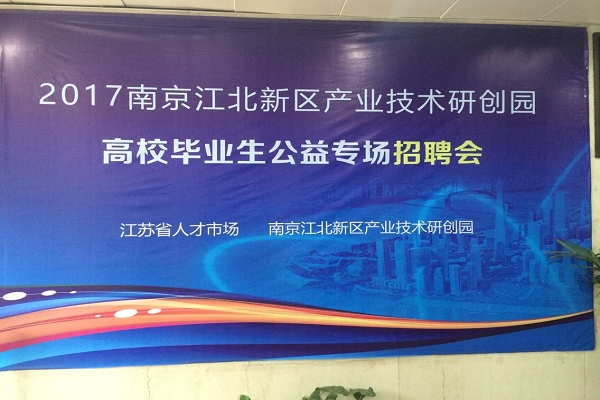 2017南京江北新区产业技术研创园
高校毕业生公益专场招聘会
江苏省人才市场 南京江北新区产业技术研创园